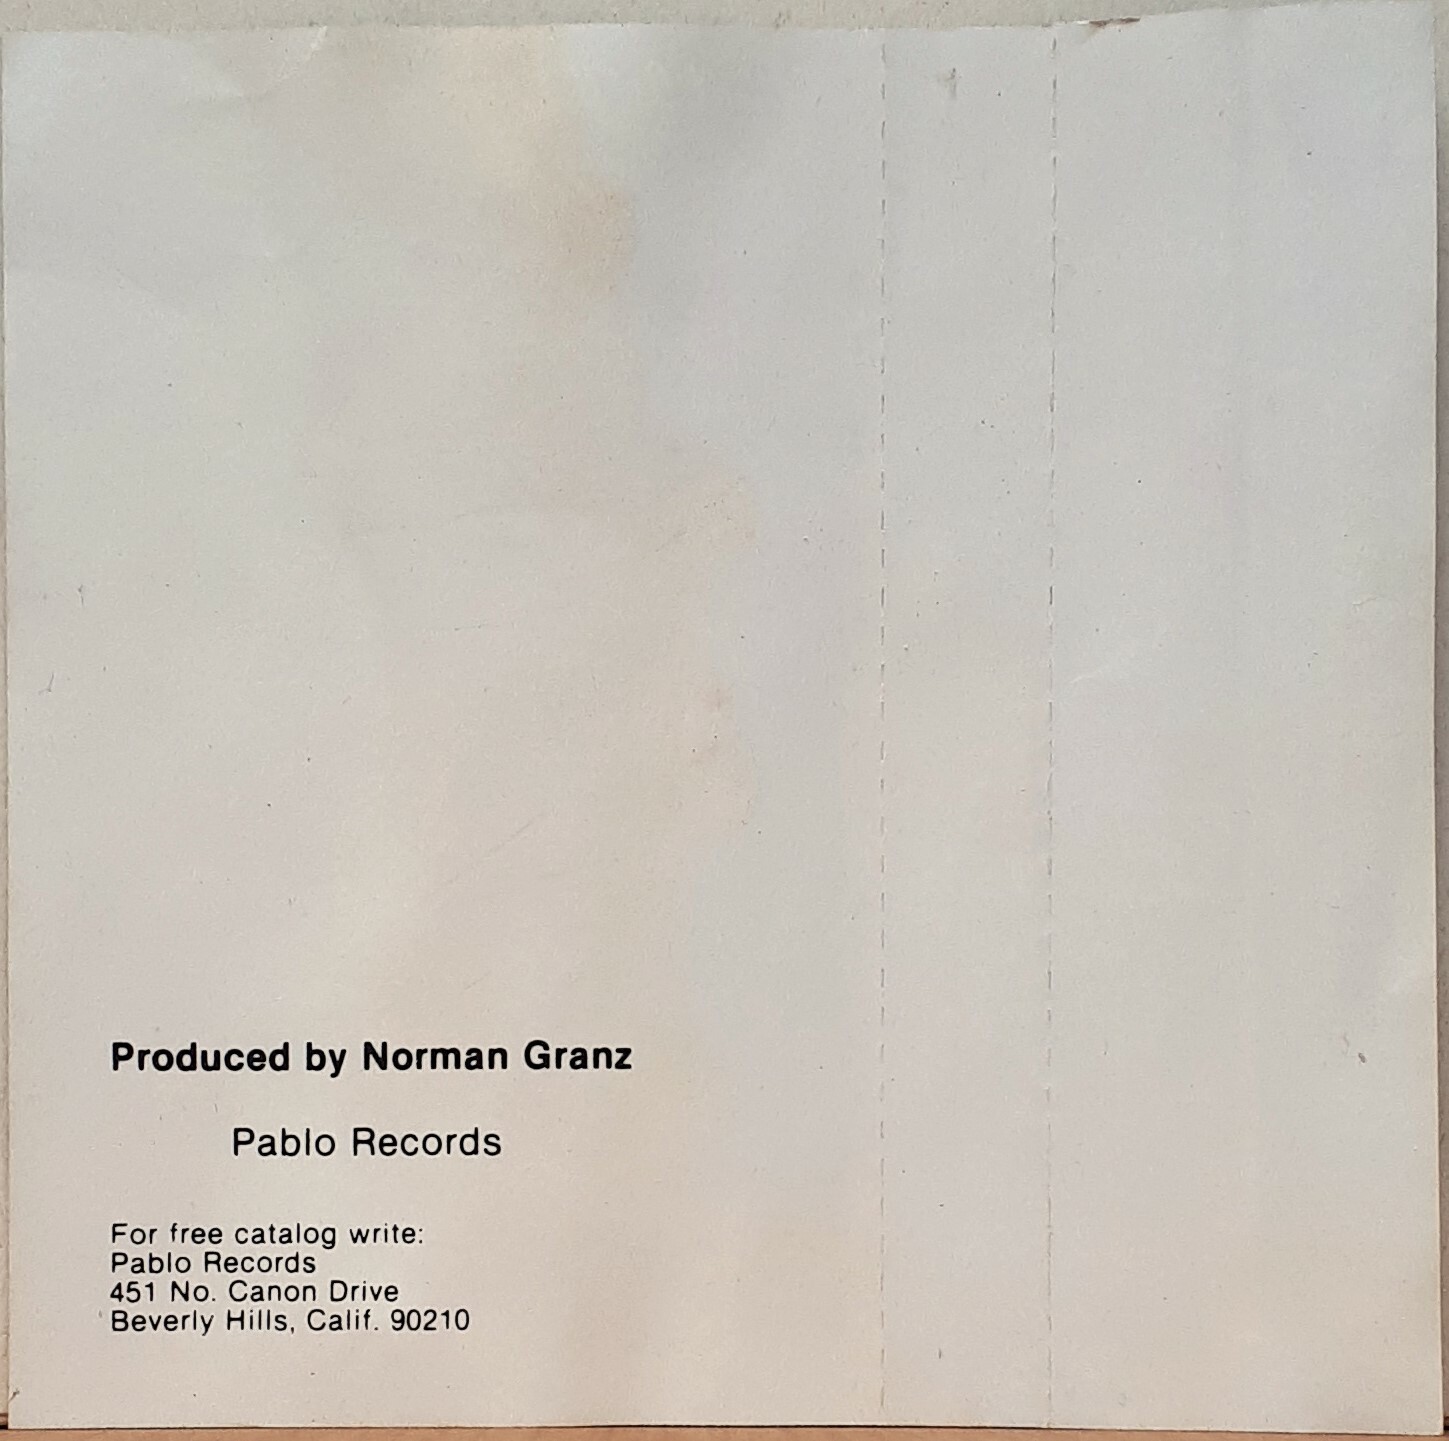 Produced by Norman Granz
Pablo Records
For free catalog write:
Pablo Records
451 No. Canon Drive
Beverly Hills, Calif. 90210